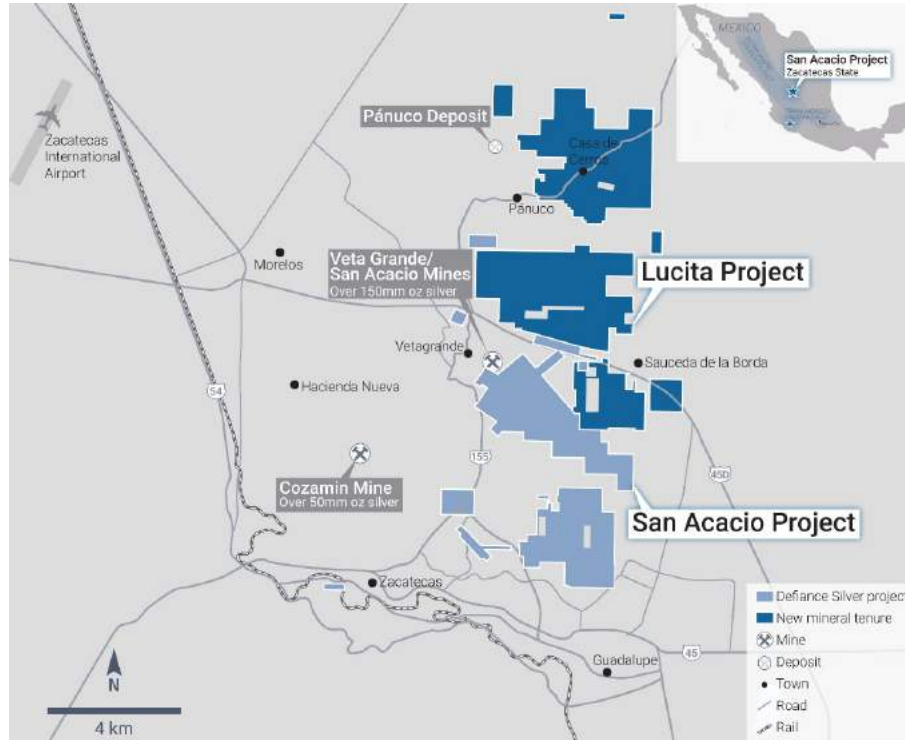 MEXICO
San Acacio Project
Zacatecas State
Pánuco Deposit
Zacatecas
International
Airport
Casa de
Cerros
Pánuco
Morelos
Veta Grande/
San Acacio Mines
Over 150mm oz silver
Lucita Project
Vetagrande
Sauceda de la Borda
Hacienda Nueva
54
155
45D
Cozamin Mine
Over 50mm oz silver
San Acacio Project
Zacatecas
Defiance Silver project
New mineral tenure
Mine
Deposit
Town
Road
Rail
45
Guadalupe
N
4 km